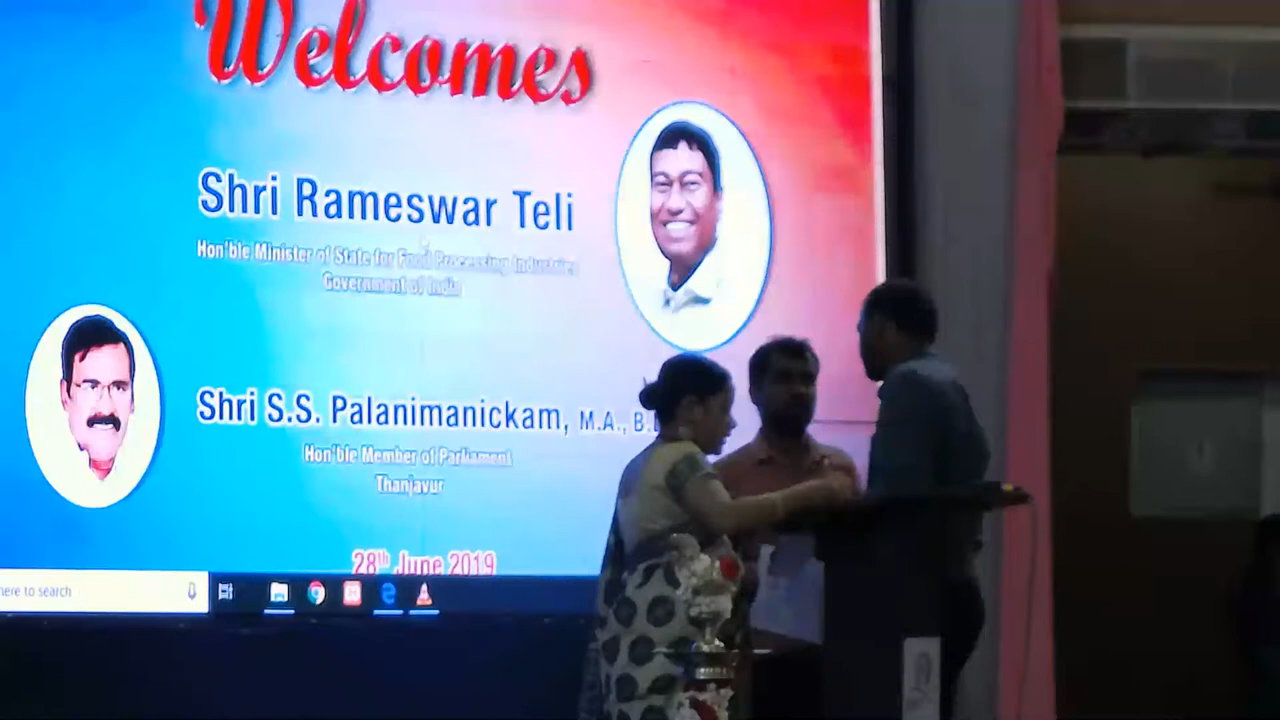 Welcomes
Shri Rameswar Teli
Hon'ble Minister of State for Food Processing Industries
Government of India
Shri S.S. Palanimanickam, M.A., B.
Hon'ble Member of Parliament
Thanjavur
28th June 2019
here to search